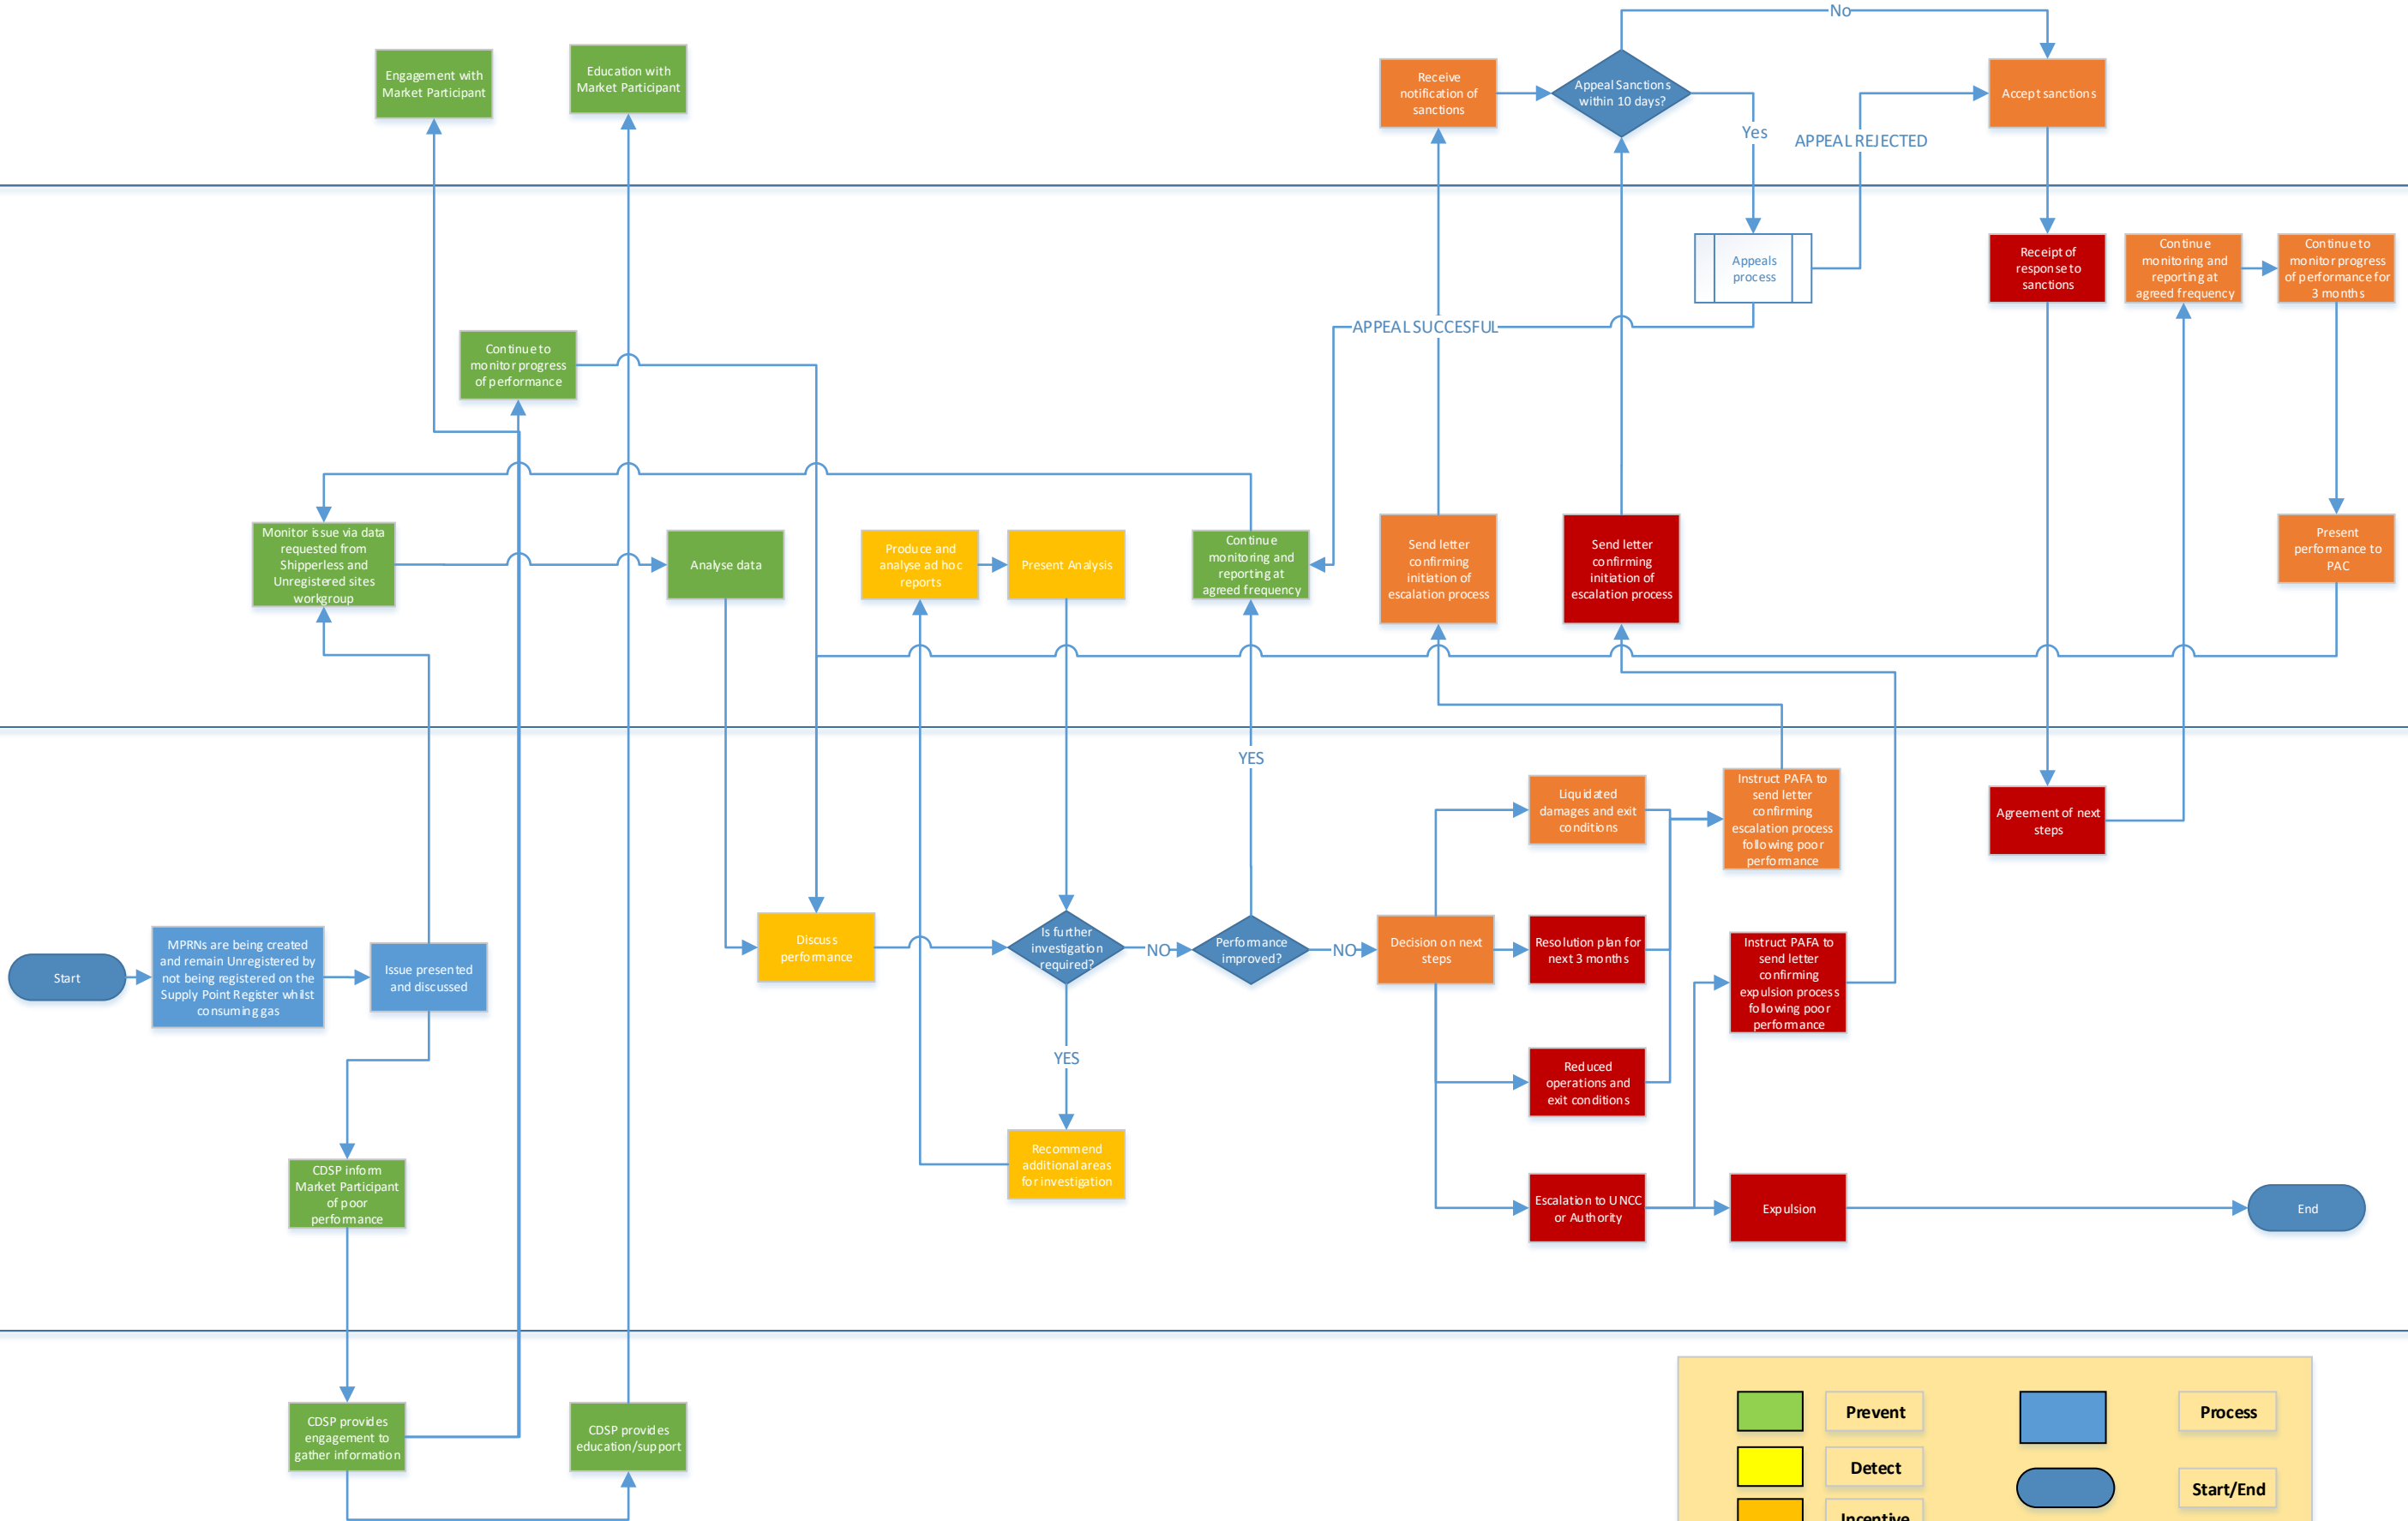 No
Engagement with
Market Participant
Education with
Market Participant
Receive
notification of
sanctions
Appeal Sanctions
within 10 days?
Accept sanctions
Yes
APPEAL REJECTED
Appeals
process
Receipt of
response to
sanctions
Continue
monitoring and
reporting at
agreed frequency
Continue to
monitor progress
of performance for
3 months
APPEAL SUCCESFUL
Continue to
monitor progress
of performance
Monitor issue via data
requested from
Shipperless and
Unregistered sites
workgroup
Analyse data
Produce and
analyse ad hoc
reports
Present Analysis
Continue
monitoring and
reporting at
agreed frequency
Send letter
confirming
initiation of
escalation process
Send letter
confirming
initiation of
escalation process
Present
performance to
PAC
YES
Liquidated
damages and exit
conditions
Instruct PAFA to
send letter
confirming
escalation process
following poor
performance
Agreement of next
steps
Start
MPRNs are being created
and remain Unregistered by
not being registered on the
Supply Point Register whilst
consuming gas
Issue presented
and discussed
Discuss
performance
Is further
investigation
required?
NO
Performance
improved?
NO
Decision on next
steps
Resolution plan for
next 3 months
Instruct PAFA to
send letter
confirming
expulsion process
following poor
performance
YES
Reduced
operations and
exit conditions
CDSP inform
Market Participant
of poor
performance
Recommend
additional areas
for investigation
Escalation to UNCC
or Authority
Expulsion
End
CDSP provides
engagement to
gather information
CDSP provides
education/support
Prevent
Process
Detect
Start/End
Incentive